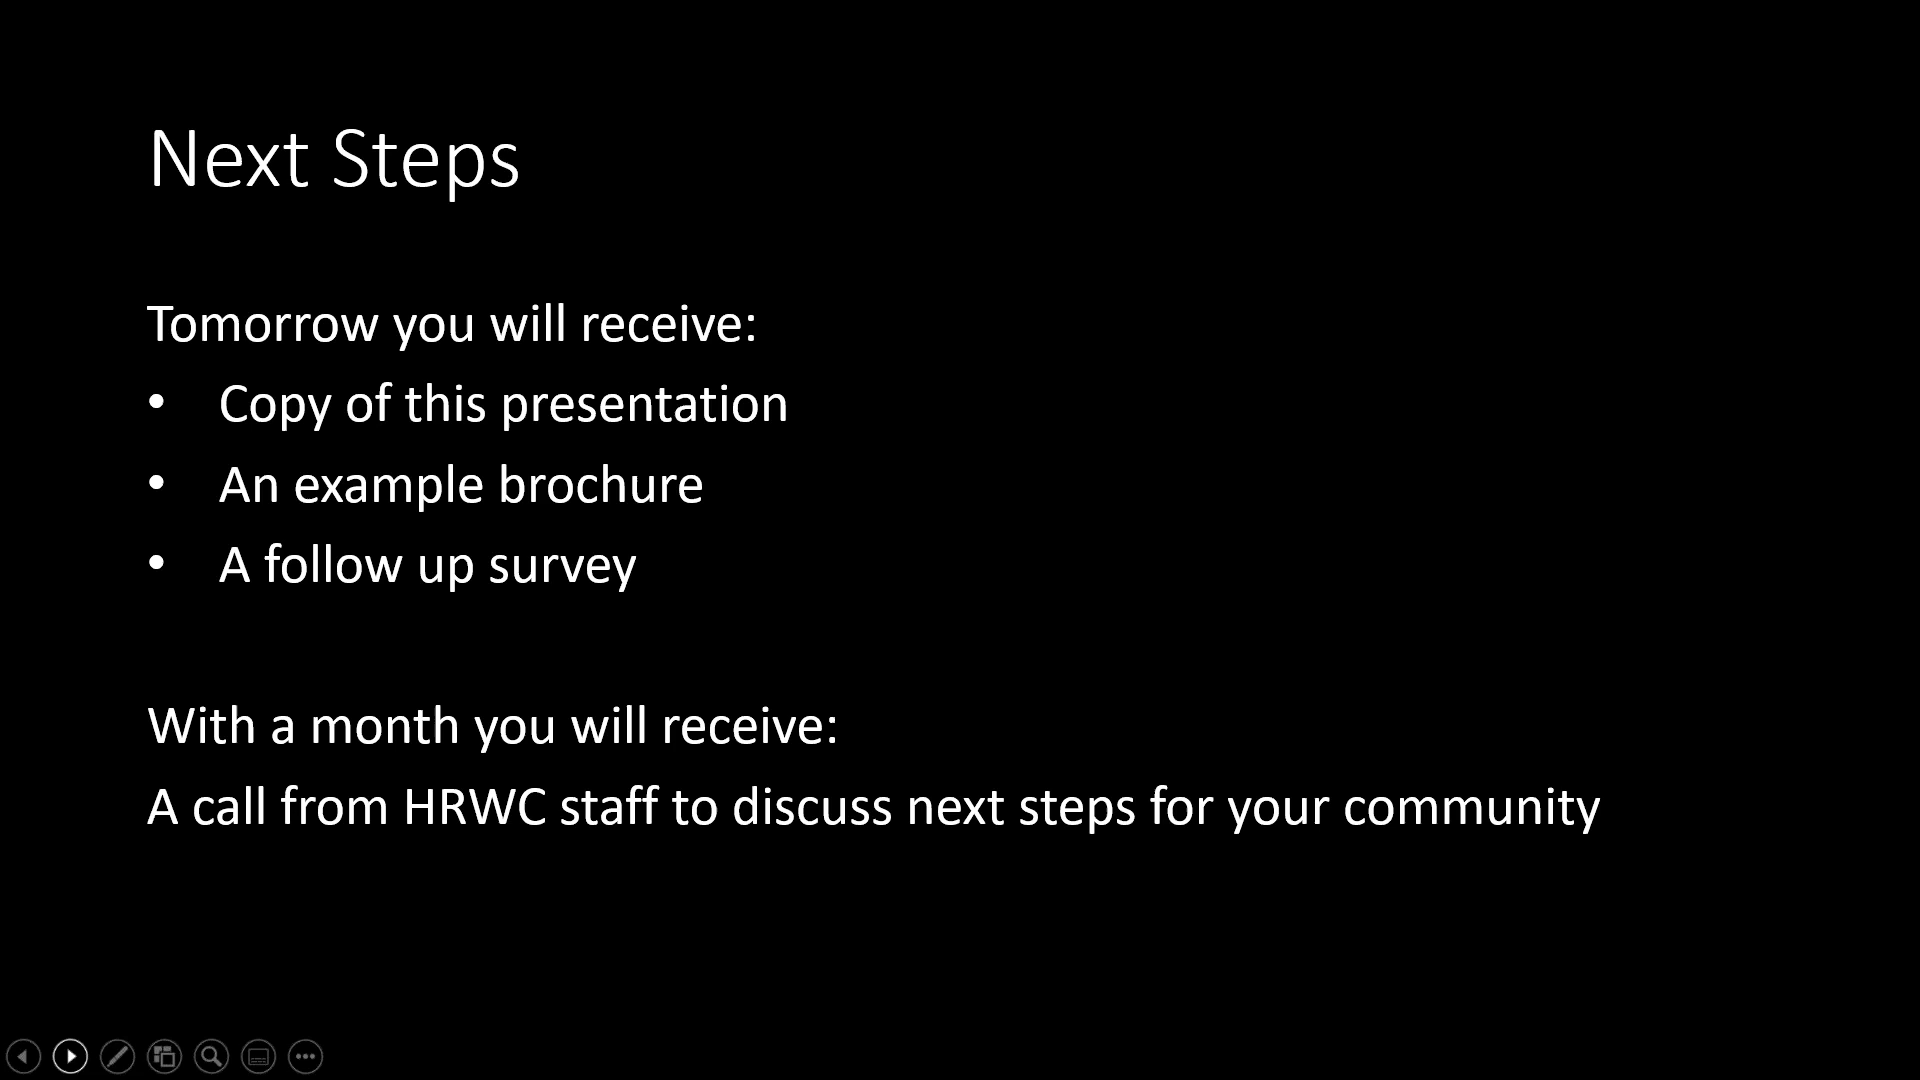 Next Steps
Tomorrow you will receive:
• Copy of this presentation
• An example brochure
• A follow up survey
With a month you will receive:
A call from HRWC staff to discuss next steps for your community